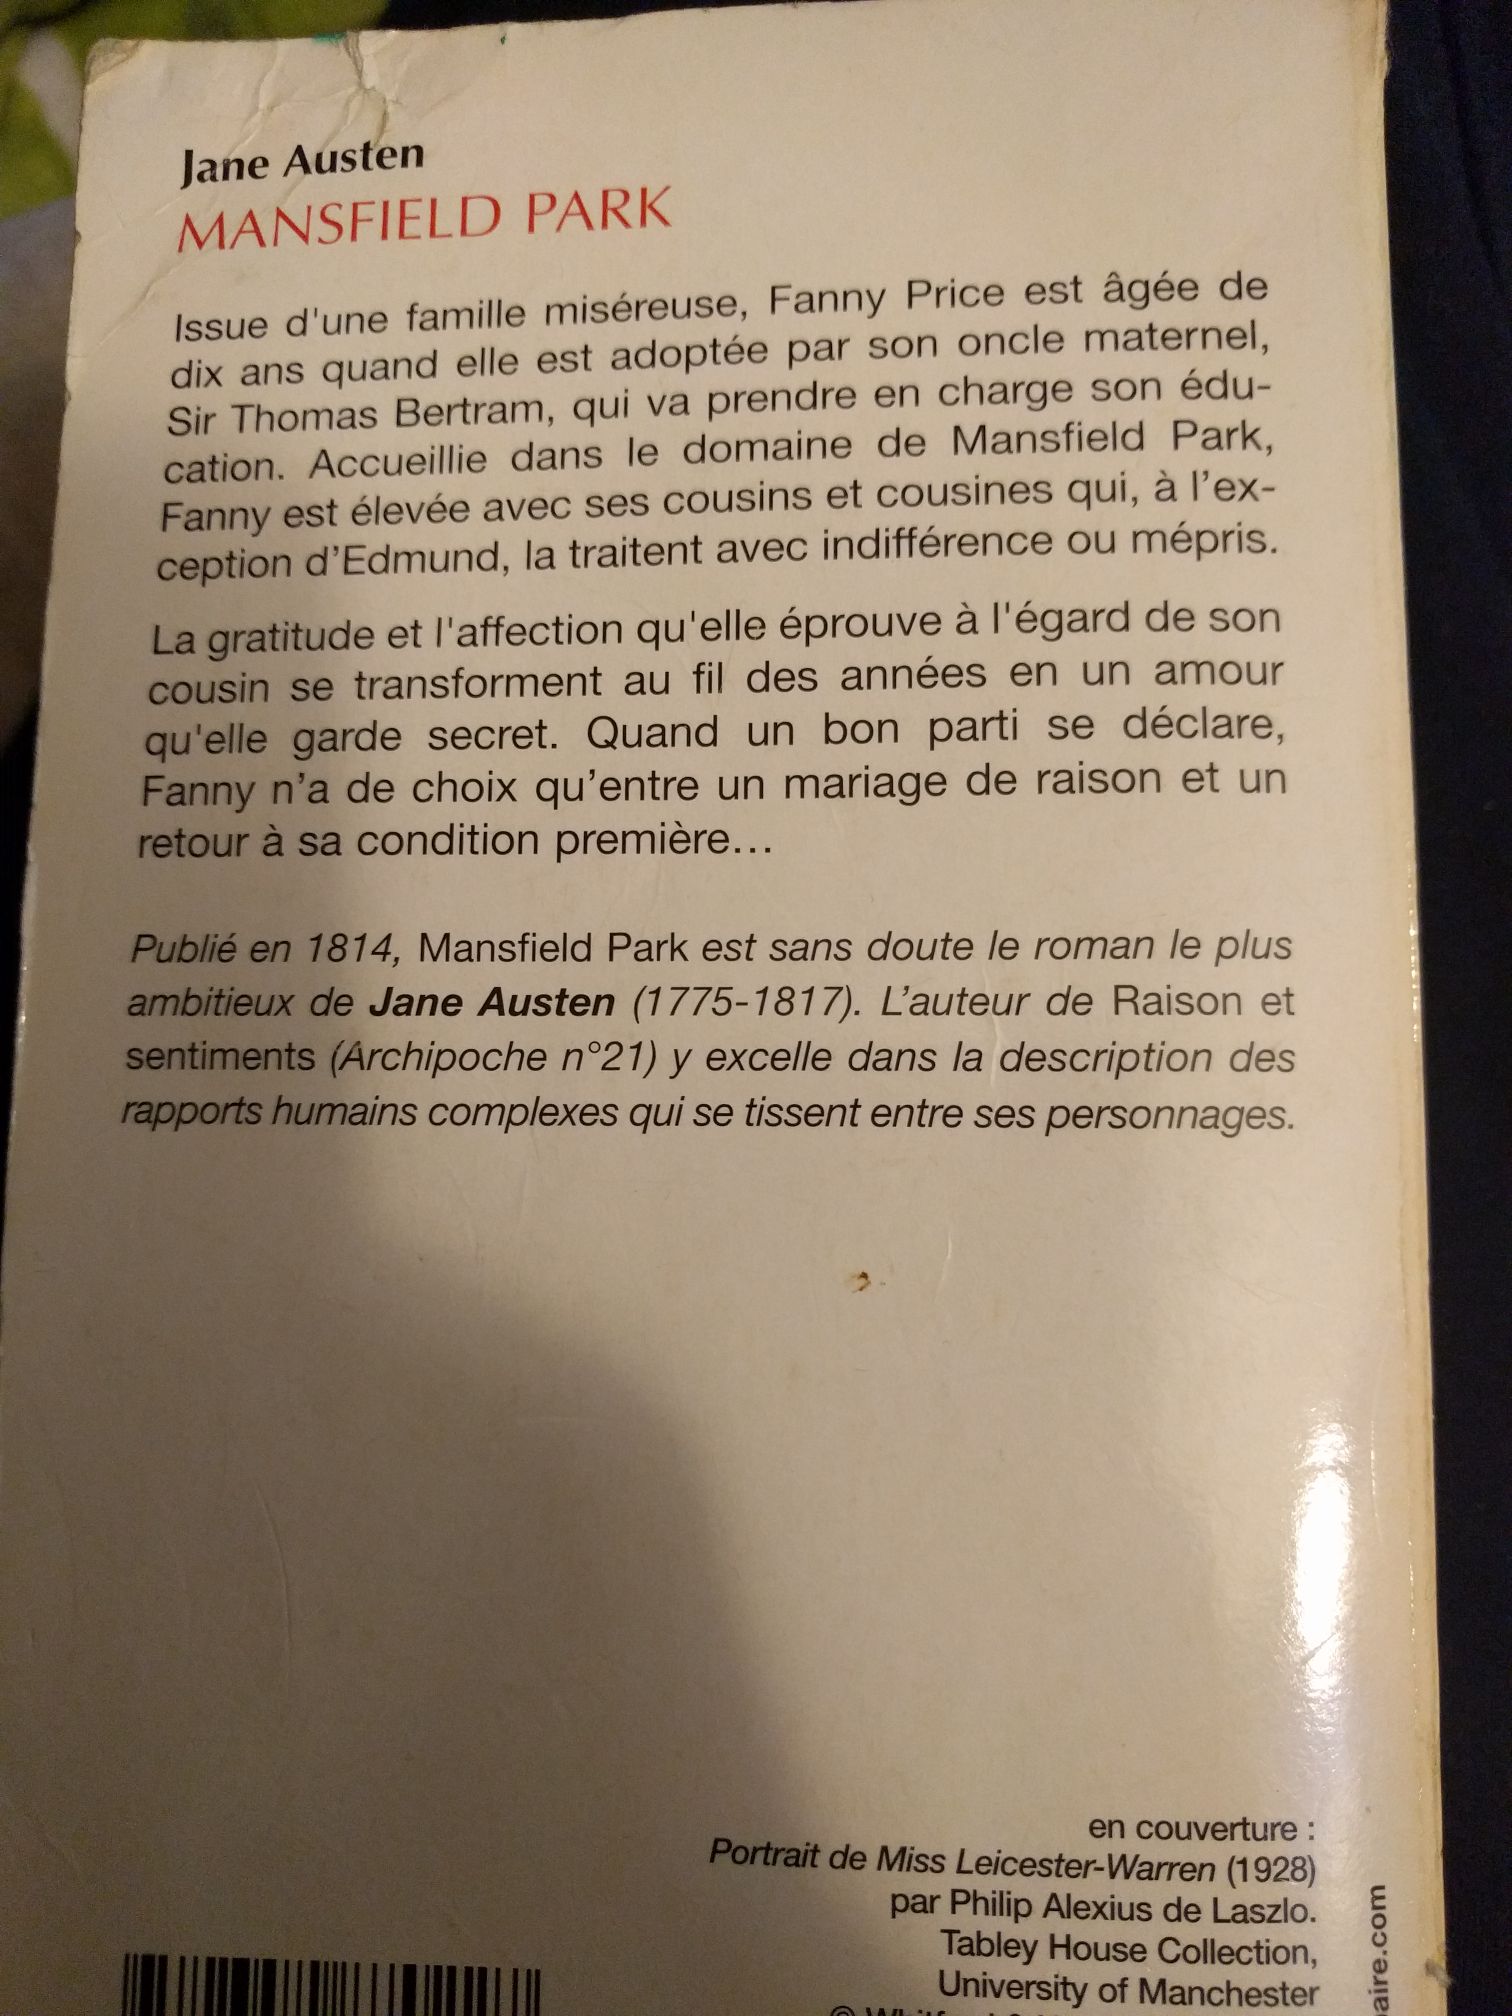 Jane Austen
MANSFIELD PARK
Issue d'une famille miséreuse, Fanny Price est âgée de
dix ans quand elle est adoptée par son oncle maternel,
Sir Thomas Bertram, qui va prendre en charge son édu-
cation. Accueillie dans le domaine de Mansfield Park,
Fanny est élevée avec ses cousins et cousines qui, à l’ex-
ception d’Edmund, la traitent avec indifférence ou mépris.
La gratitude et l'affection qu'elle éprouve à l'égard de son
cousin se transforment au fil des années en un amour
qu'elle garde secret. Quand un bon parti se déclare,
Fanny n’a de choix qu’entre un mariage de raison et un
retour à sa condition première…
Publié en 1814, Mansfield Park est sans doute le roman le plus
ambitieux de Jane Austen (1775-1817). L’auteur de Raison et
sentiments (Archipoche n°21) y excelle dans la description des
rapports humains complexes qui se tissent entre ses personnages.
en couverture :
Portrait de Miss Leicester-Warren (1928)
par Philip Alexius de Laszlo.
Tabley House Collection,
University of Manchester
©
aire.com